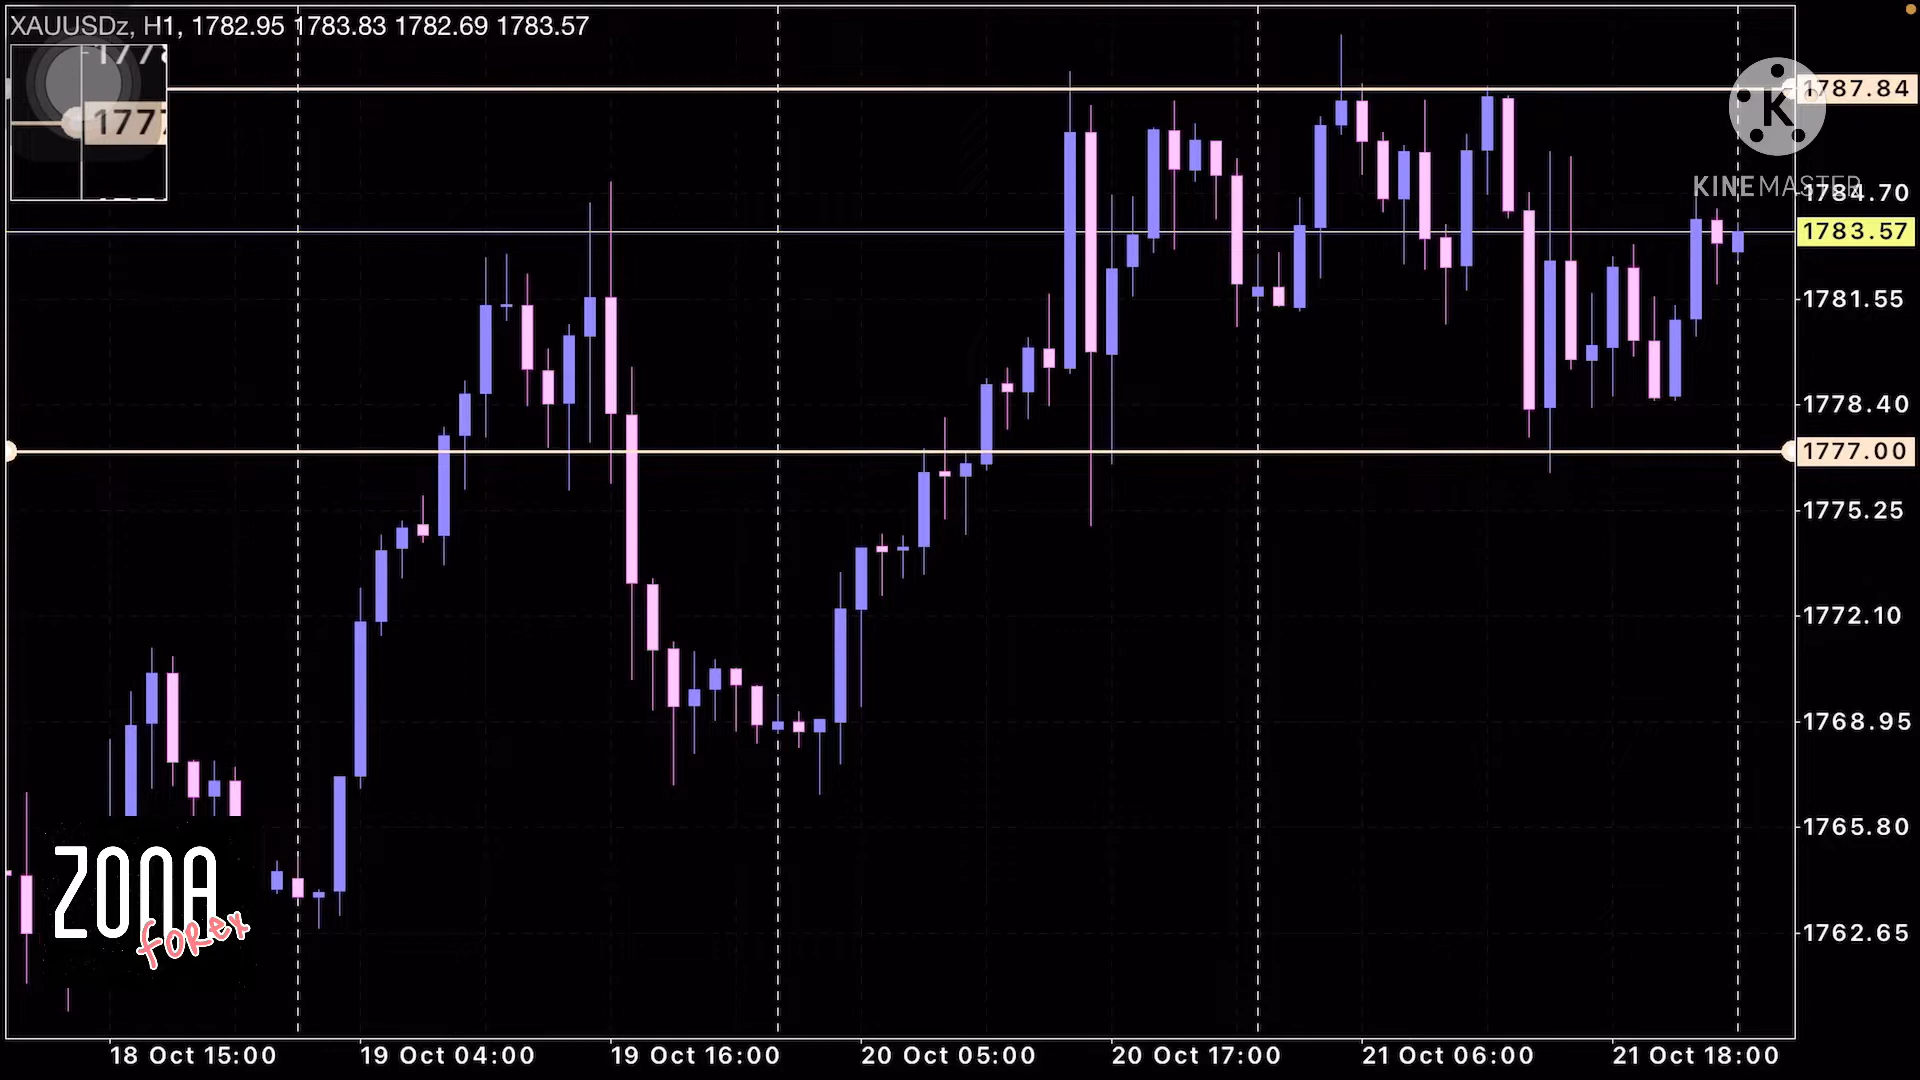 XAUUSDz, H1, 1782.95 1783.83 1782.69 1783.57
1777
1787.84
KINEMASTER
1784.70
1783.57
1781.55
1778.40
1777.00
1775.25
1772.10
1768.95
1765.80
1762.65
ZONA
forex
18 Oct 15:00
19 Oct 04:00
19 Oct 16:00
20 Oct 05:00
20 Oct 17:00
21 Oct 06:00
21 Oct 18:00
K